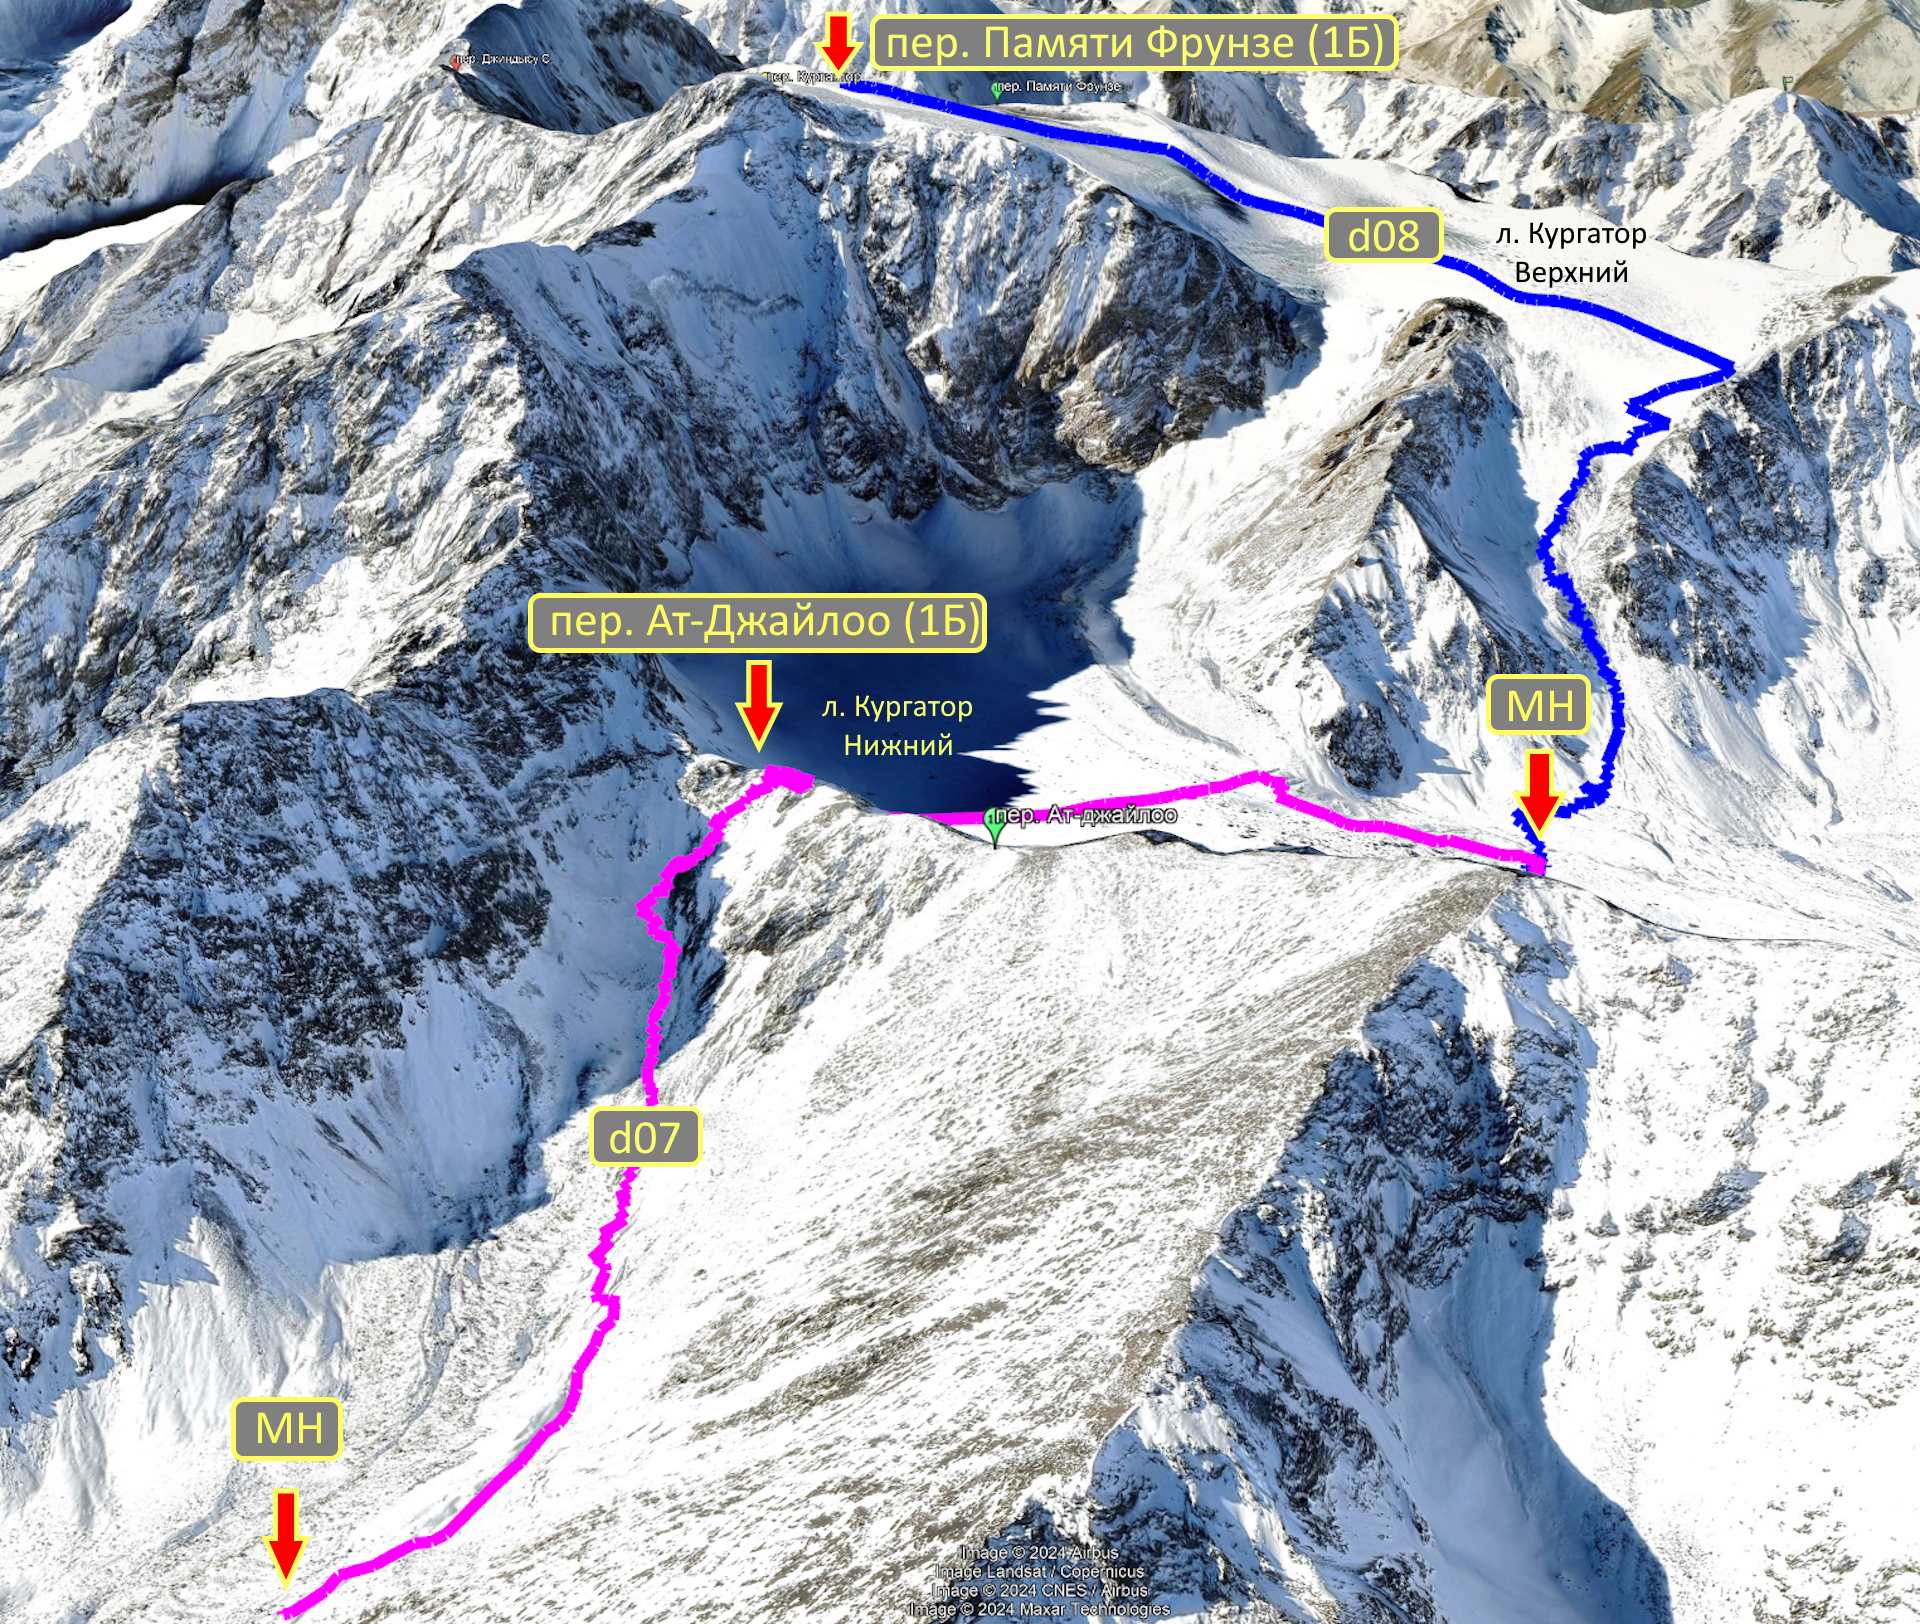 пер. Памяти Фрунзе (1Б)
пер. Джиндысу С
пер. Кургатор
пер. Памяти Фрунзе
d08
л. Кургатор
Верхний
пер. Ат-Джайлоо (1Б)
л. Кургатор
Нижний
МН
пер. Ат-джайлоо
d07
МН
Image © 2024 Airbus
Image Landsat / Copernicus
Image © 2024 CNES / Airbus
Image © 2024 Maxar Technologies